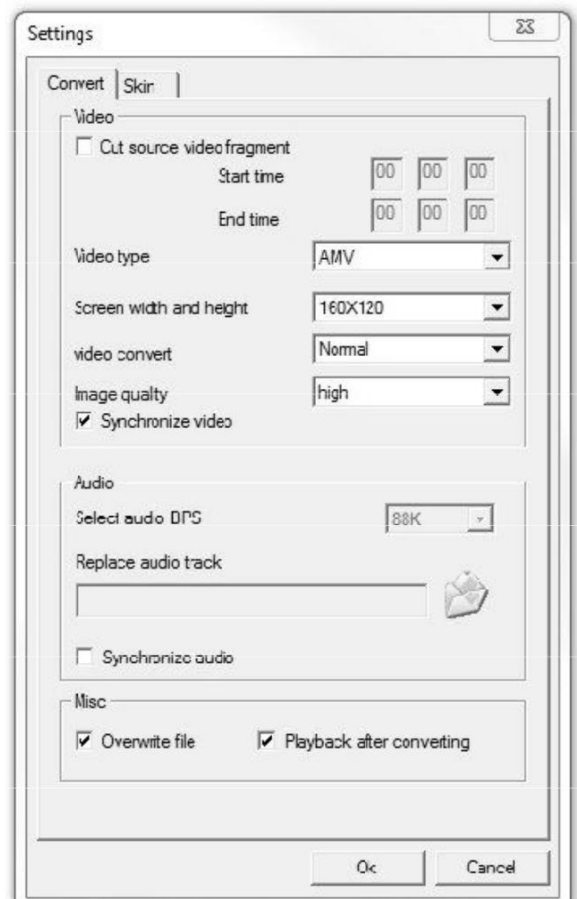 Settings
Convert Skin
Video
Cut source video fragment
Start time 00 00 00
End time 00 00 00
Video type AMV
Screen width and height 160X120
video convert Normal
Image quality high
Synchronize video
Audio
Select audio BPS 88K
Replace audio track
Synchronize audio
Misc
Overwrite file Playback after converting
Ok Cancel